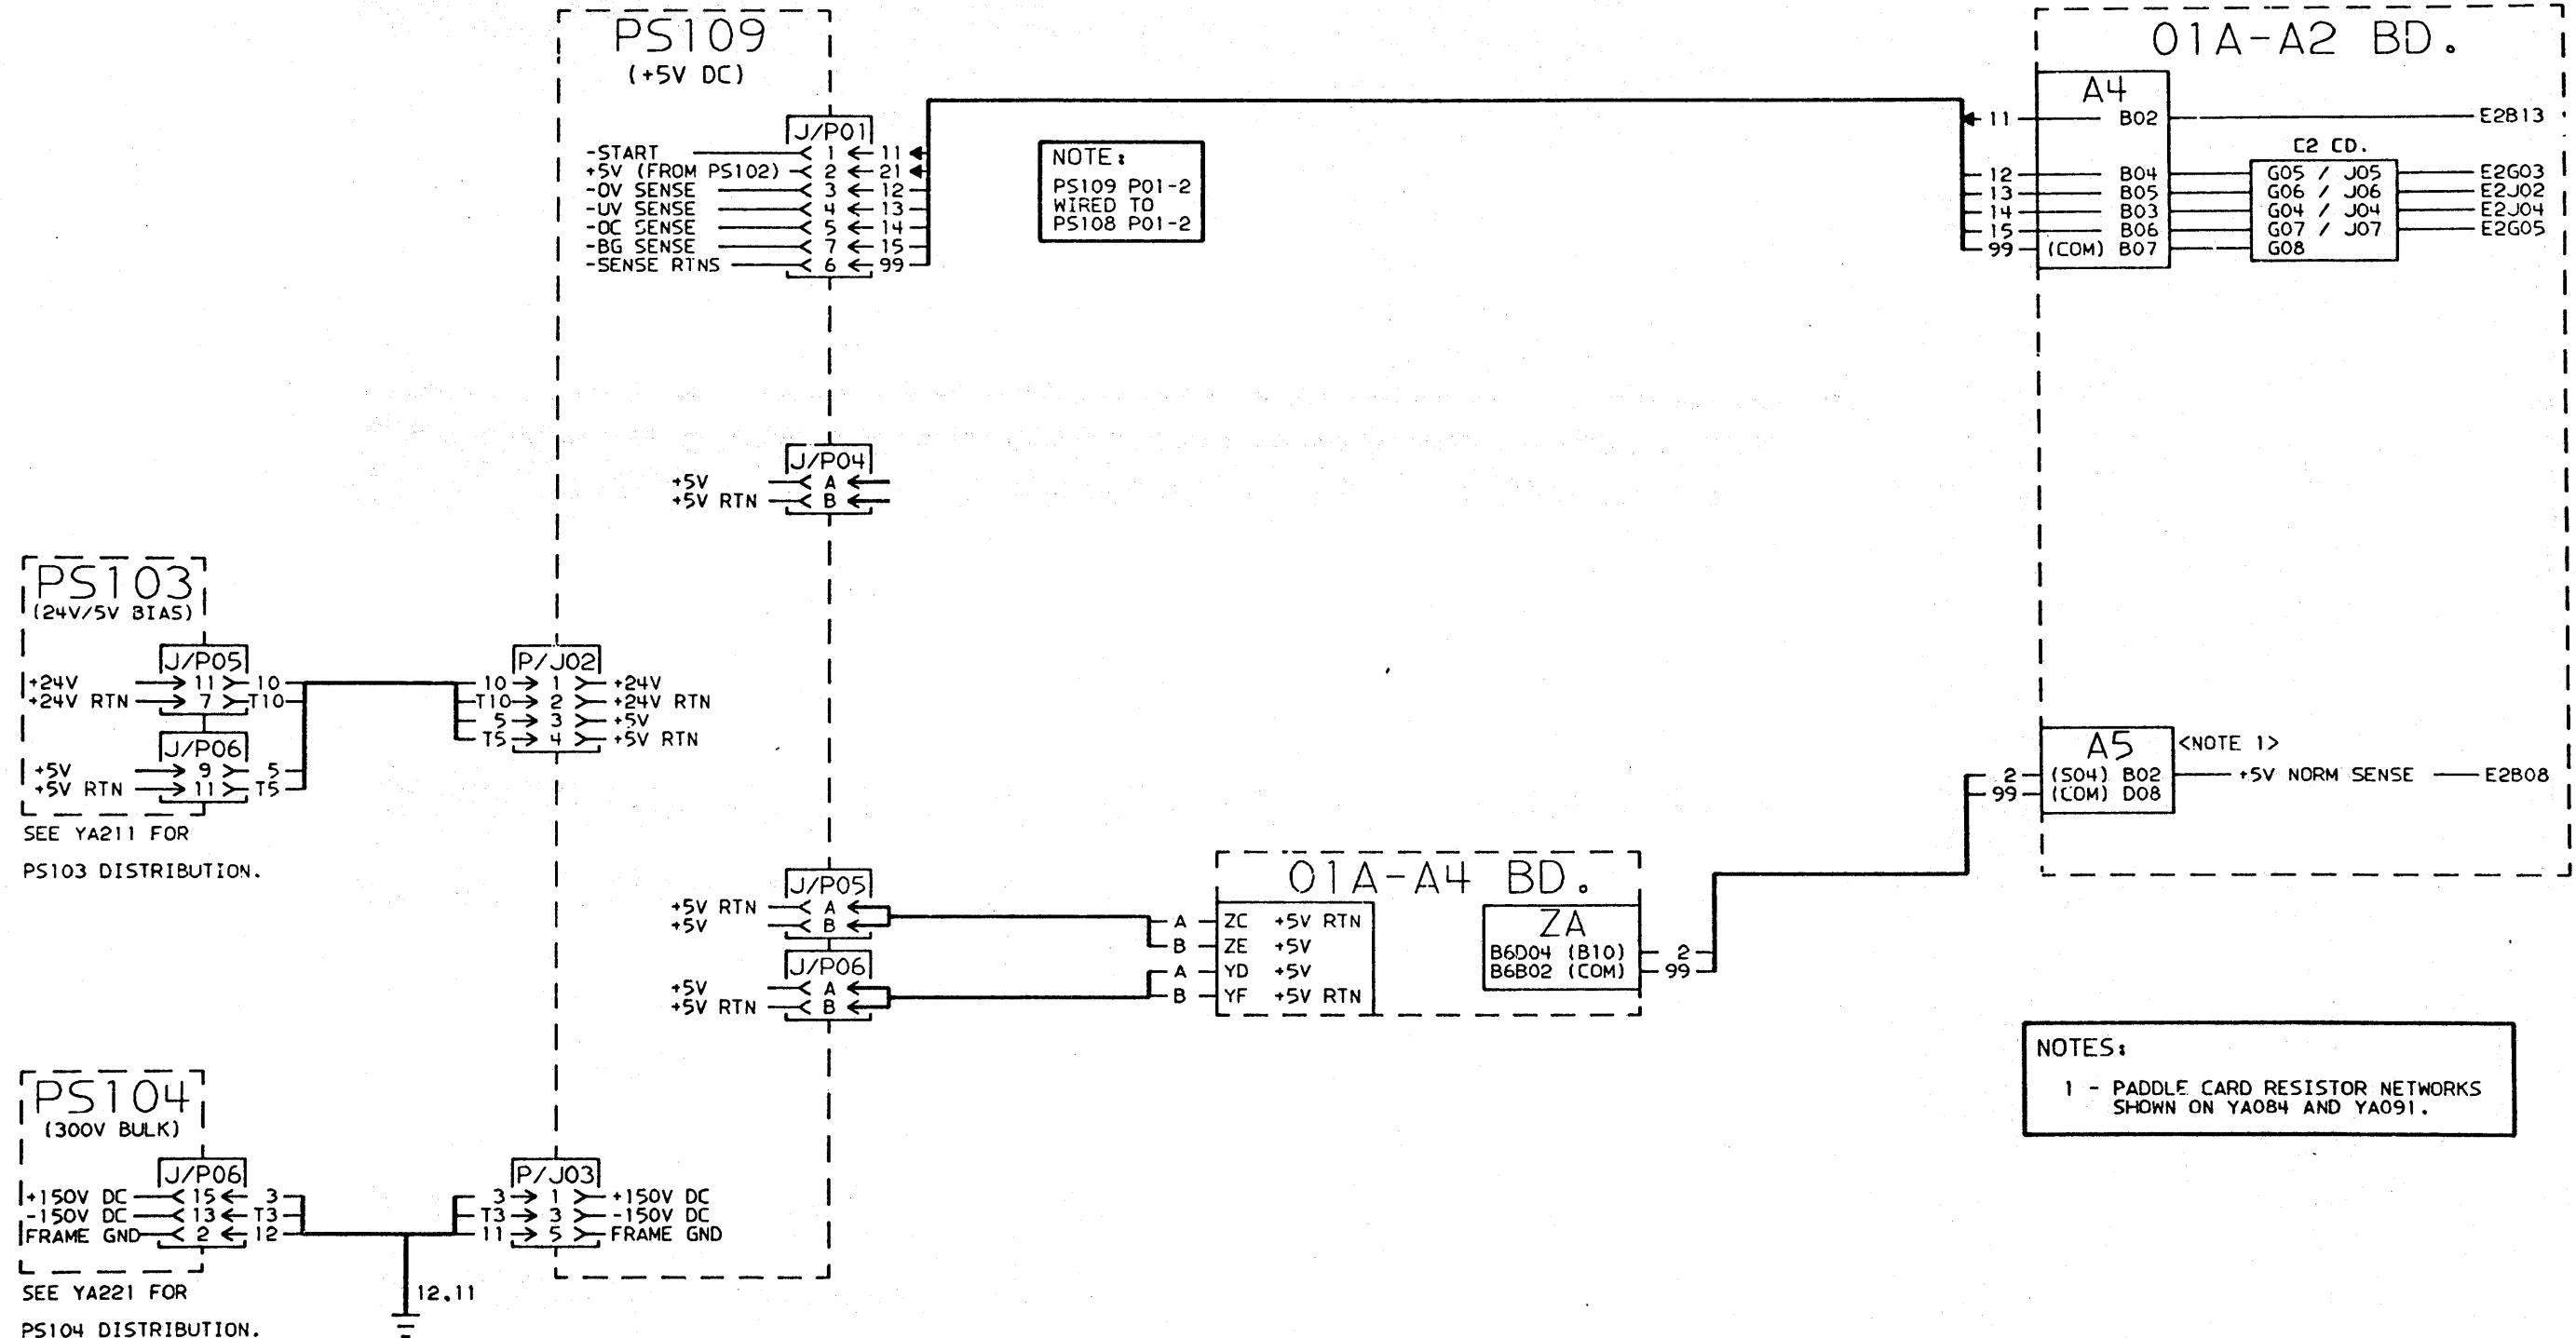 PS109
(+5V DC)
J/P01
-START 1 11
+5V (FROM PS102) 2 21
-OV SENSE 3 12
-UV SENSE 4 13
-OC SENSE 5 14
-BG SENSE 7 15
-SENSE RTNS 6 99
NOTE:
PS109 P01-2
WIRED TO
PS108 P01-2
01A-A2 BD.
A4
11 B02 E2B13
C2 CD.
12 B04 G05 / J05 E2G03
13 B05 G06 / J06 E2J02
14 B03 G04 / J04 E2J04
15 B06 G07 / J07 E2G05
99 (COM) B07 G08
J/P04
+5V A
+5V RTN B
PS103
(24V/5V BIAS)
J/P05
+24V 11 10
+24V RTN 7 T10
J/P06
+5V 9 5
+5V RTN 11 T5
SEE YA211 FOR
PS103 DISTRIBUTION.
P/J02
10 1 +24V
T10 2 +24V RTN
5 3 +5V
T5 4 +5V RTN
A5 <NOTE 1>
2 (S04) B02 +5V NORM SENSE E2B08
99 (COM) D08
J/P05
+5V RTN A
+5V B
J/P06
+5V A
+5V RTN B
01A-A4 BD.
A ZC +5V RTN
B ZE +5V
A YD +5V
B YF +5V RTN
ZA
B6D04 (B10) 2
B6B02 (COM) 99
NOTES:
1 - PADDLE CARD RESISTOR NETWORKS
SHOWN ON YA084 AND YA091.
PS104
(300V BULK)
J/P06
+150V DC 15 3
-150V DC 13 T3
FRAME GND 2 12
SEE YA221 FOR
PS104 DISTRIBUTION.
12,11
P/J03
3 1 +150V DC
T3 3 -150V DC
11 5 FRAME GND